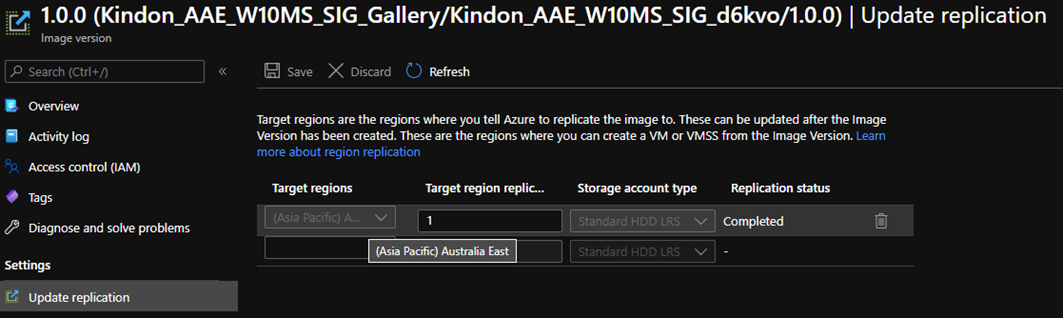 1.0.0 (Kindon_AAE_W10MS_SIG_Gallery/Kindon_AAE_W10MS_SIG_d6kvo/1.0.0) | Update replication
Image version
Search (Ctrl+/)
«
Save Discard Refresh
Overview
Activity log
Access control (IAM)
Tags
Diagnose and solve problems
Settings
Update replication
Target regions are the regions where you tell Azure to replicate the image to. These can be updated after the Image
Version has been created. These are the regions where you can create a VM or VMSS from the Image Version. Learn
more about region replication
Target regions Target region replic... Storage account type Replication status
(Asia Pacific) A... 1 Standard HDD LRS Completed
(Asia Pacific) Australia East Standard HDD LRS -